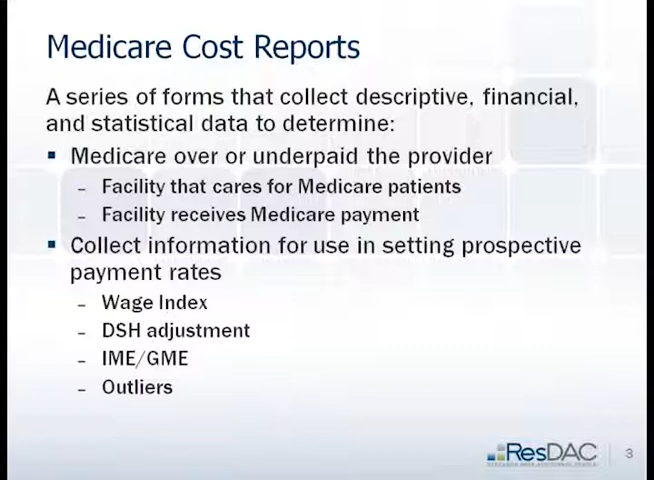 Medicare Cost Reports
A series of forms that collect descriptive, financial,
and statistical data to determine:
▪ Medicare over or underpaid the provider
– Facility that cares for Medicare patients
– Facility receives Medicare payment
▪ Collect information for use in setting prospective
payment rates
– Wage Index
– DSH adjustment
– IME/GME
– Outliers
ResDAC
3